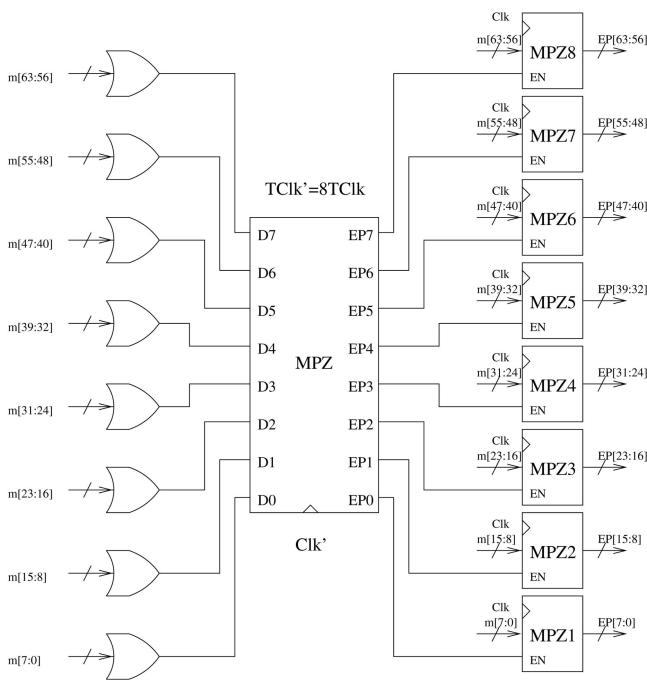 m[63:56]
m[55:48]
m[47:40]
m[39:32]
m[31:24]
m[23:16]
m[15:8]
m[7:0]
TClk'=8TClk
D7 EP7
D6 EP6
D5 EP5
D4 EP4
MPZ
D3 EP3
D2 EP2
D1 EP1
D0 EP0
Clk'
Clk
m[63:56] MPZ8 EP[63:56]
EN
Clk
m[55:48] MPZ7 EP[55:48]
EN
Clk
m[47:40] MPZ6 EP[47:40]
EN
Clk
m[39:32] MPZ5 EP[39:32]
EN
Clk
m[31:24] MPZ4 EP[31:24]
EN
Clk
m[23:16] MPZ3 EP[23:16]
EN
Clk
m[15:8] MPZ2 EP[15:8]
EN
Clk
m[7:0] MPZ1 EP[7:0]
EN